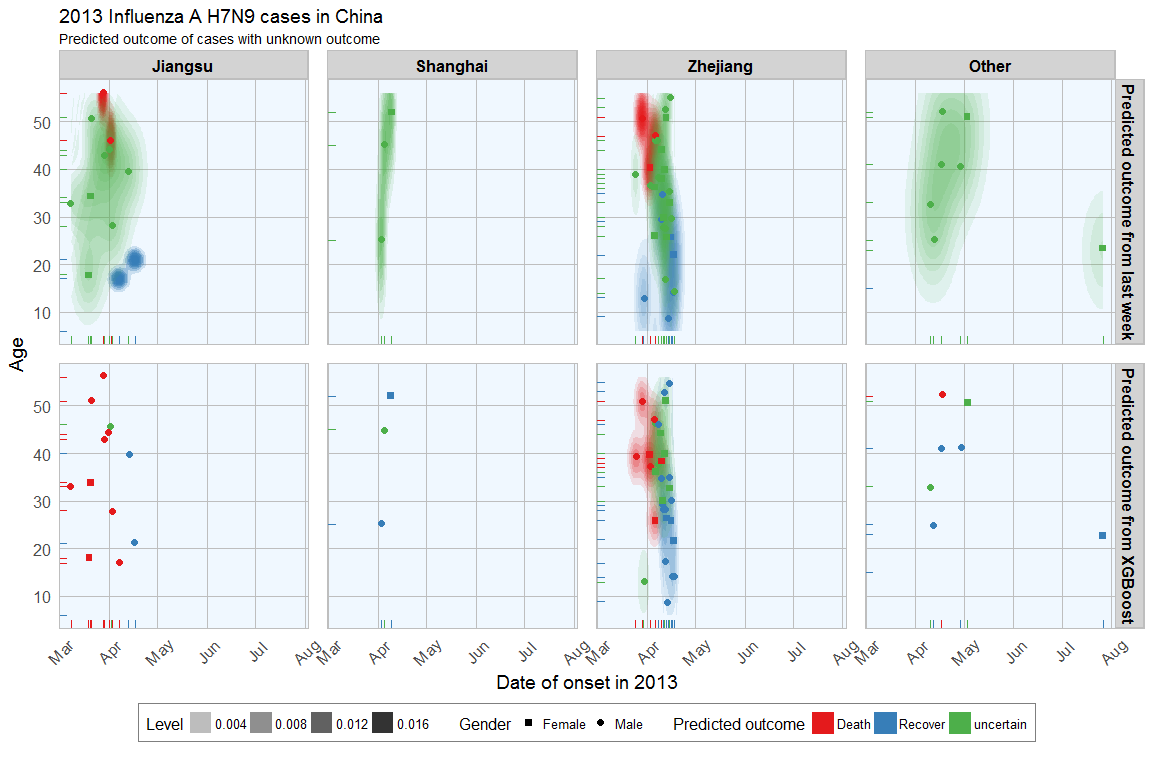 2013 Influenza A H7N9 cases in China
Predicted outcome of cases with unknown outcome
Jiangsu Shanghai Zhejiang Other
50
40
30
20
10
Predicted outcome from last week
50
40
30
20
10
Predicted outcome from XGBoost
Age
Mar Apr May Jun Jul Aug Mar Apr May Jun Jul Aug Mar Apr May Jun Jul Aug Mar Apr May Jun Jul Aug
Date of onset in 2013
Level 0.004 0.008 0.012 0.016 Gender Female Male Predicted outcome Death Recover uncertain